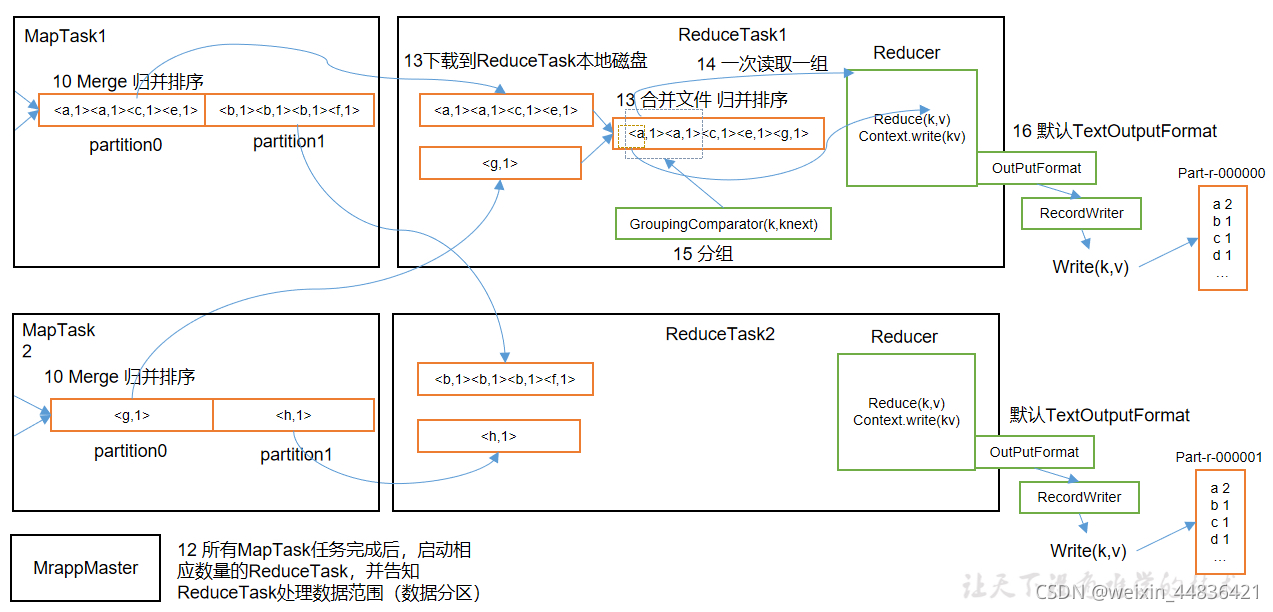 MapTask1
10 Merge 归并排序
<a,1><a,1><c,1><e,1>
<b,1><b,1><b,1><f,1>
partition0
partition1
ReduceTask1
13下载到ReduceTask本地磁盘
14 一次读取一组
Reducer
<a,1><a,1><c,1><e,1>
13 合并文件 归并排序
<a,1><a,1><c,1><e,1><g,1>
<g,1>
Reduce(k,v)
Context.write(kv)
GroupingComparator(k,knext)
15 分组
16 默认TextOutputFormat
OutPutFormat
RecordWriter
Write(k,v)
Part-r-000000
a 2
b 1
c 1
d 1
...
MapTask
2
10 Merge 归并排序
<g,1>
<h,1>
partition0
partition1
ReduceTask2
Reducer
<b,1><b,1><b,1><f,1>
<h,1>
Reduce(k,v)
Context.write(kv)
默认TextOutputFormat
OutPutFormat
RecordWriter
Write(k,v)
Part-r-000001
a 2
b 1
c 1
d 1
...
MrappMaster
12 所有MapTask任务完成后，启动相
应数量的ReduceTask，并告知
ReduceTask处理数据范围（数据分区）
让天下没有难学的技术
CSDN @weixin_44836421